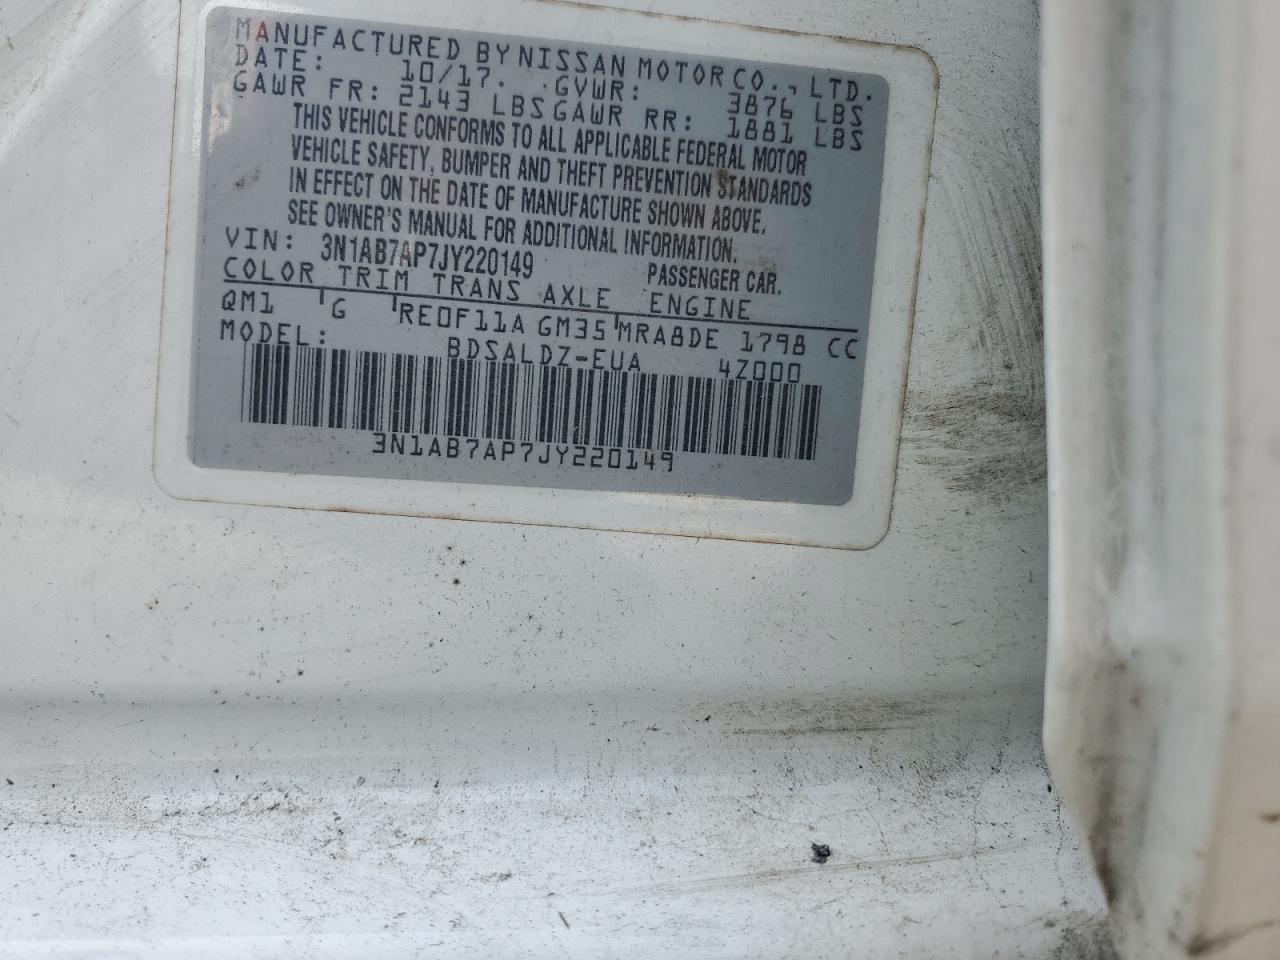 MANUFACTURED BY NISSAN MOTOR CO., LTD.
DATE: 10/17. GVWR: 3876 LBS
GAWR FR: 2143 LBS GAWR RR: 1881 LBS
THIS VEHICLE CONFORMS TO ALL APPLICABLE FEDERAL MOTOR
VEHICLE SAFETY, BUMPER AND THEFT PREVENTION STANDARDS
IN EFFECT ON THE DATE OF MANUFACTURE SHOWN ABOVE.
SEE OWNER'S MANUAL FOR ADDITIONAL INFORMATION.
VIN: 3N1AB7AP7JY220149 PASSENGER CAR.
COLOR TRIM TRANS AXLE ENGINE
QM1 G RE0F11A GM35 MRA8DE 1798 CC
MODEL: BDSALDZ-EUA 4Z000
3N1AB7AP7JY220149